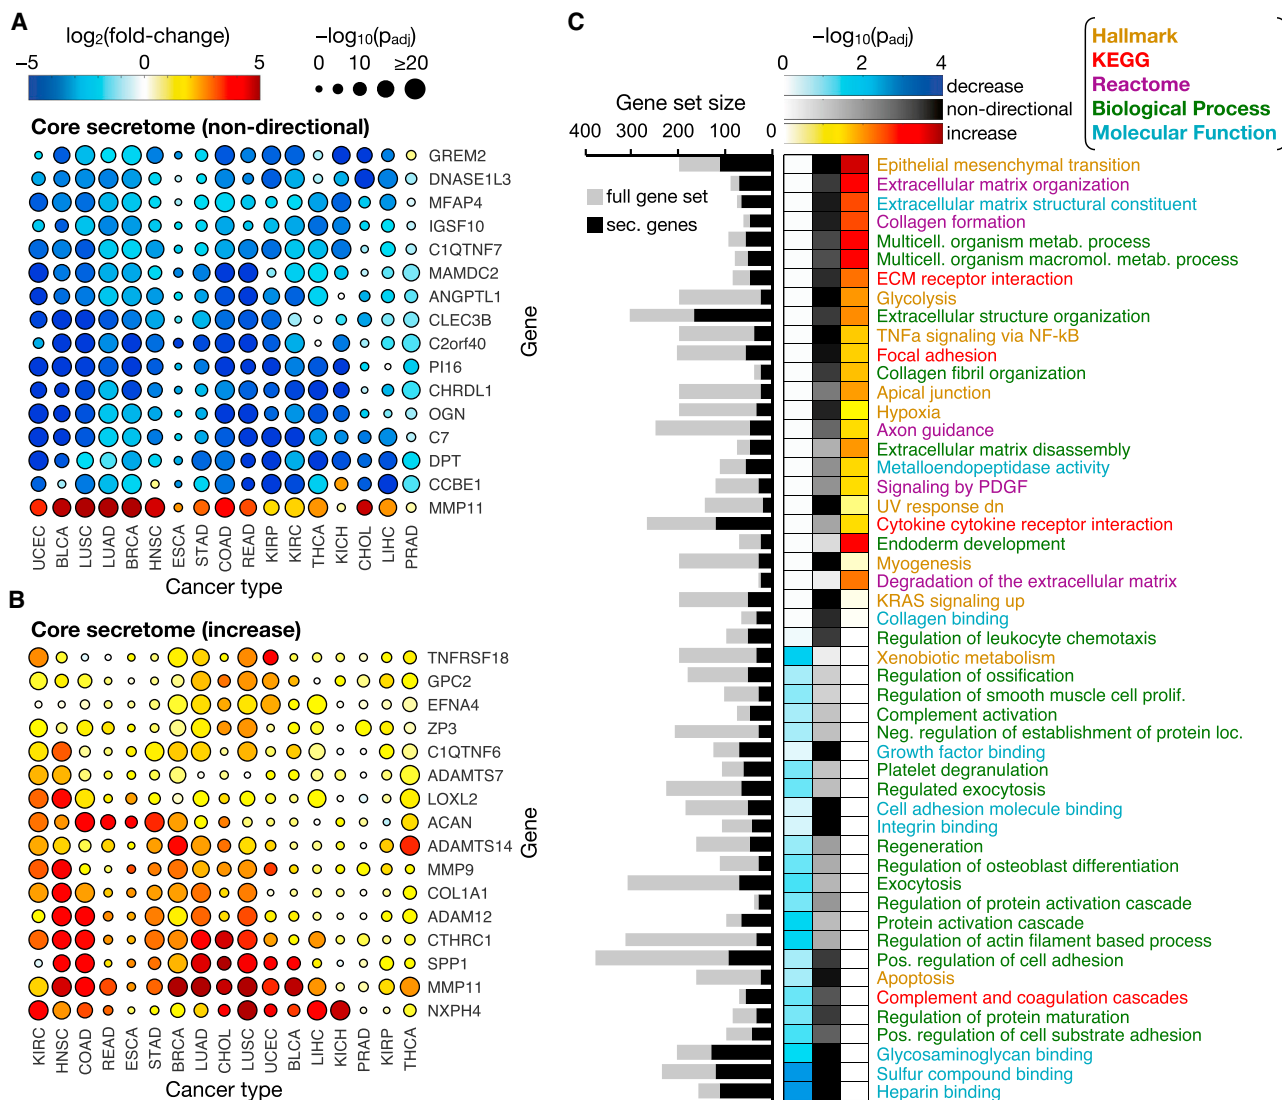 A
log2(fold-change)
−5 0 5
−log10(padj)
0 10 ≥20
Core secretome (non-directional)
GREM2
DNASE1L3
MFAP4
IGSF10
C1QTNF7
MAMDC2
ANGPTL1
CLEC3B
C2orf40
PI16
CHRDL1
OGN
C7
DPT
CCBE1
MMP11
Gene
UCEC BLCA LUSC LUAD BRCA HNSC ESCA STAD COAD READ KIRP KIRC THCA KICH CHOL LIHC PRAD
Cancer type
B
Core secretome (increase)
TNFRSF18
GPC2
EFNA4
ZP3
C1QTNF6
ADAMTS7
LOXL2
ACAN
ADAMTS14
MMP9
COL1A1
ADAM12
CTHRC1
SPP1
MMP11
NXPH4
Gene
KIRC HNSC COAD READ ESCA STAD BRCA LUAD CHOL LUSC UCEC BLCA LIHC KICH PRAD KIRP THCA
Cancer type
C
−log10(padj)
0 2 4
decrease
non-directional
increase
Hallmark
KEGG
Reactome
Biological Process
Molecular Function
Gene set size
400 300 200 100 0
full gene set
sec. genes
Epithelial mesenchymal transition
Extracellular matrix organization
Extracellular matrix structural constituent
Collagen formation
Multicell. organism metab. process
Multicell. organism macromol. metab. process
ECM receptor interaction
Glycolysis
Extracellular structure organization
TNFa signaling via NF-kB
Focal adhesion
Collagen fibril organization
Apical junction
Hypoxia
Axon guidance
Extracellular matrix disassembly
Metalloendopeptidase activity
Signaling by PDGF
UV response dn
Cytokine cytokine receptor interaction
Endoderm development
Myogenesis
Degradation of the extracellular matrix
KRAS signaling up
Collagen binding
Regulation of leukocyte chemotaxis
Xenobiotic metabolism
Regulation of ossification
Regulation of smooth muscle cell prolif.
Complement activation
Neg. regulation of establishment of protein loc.
Growth factor binding
Platelet degranulation
Regulated exocytosis
Cell adhesion molecule binding
Integrin binding
Regeneration
Regulation of osteoblast differentiation
Exocytosis
Regulation of protein activation cascade
Protein activation cascade
Regulation of actin filament based process
Pos. regulation of cell adhesion
Apoptosis
Complement and coagulation cascades
Regulation of protein maturation
Pos. regulation of cell substrate adhesion
Glycosaminoglycan binding
Sulfur compound binding
Heparin binding